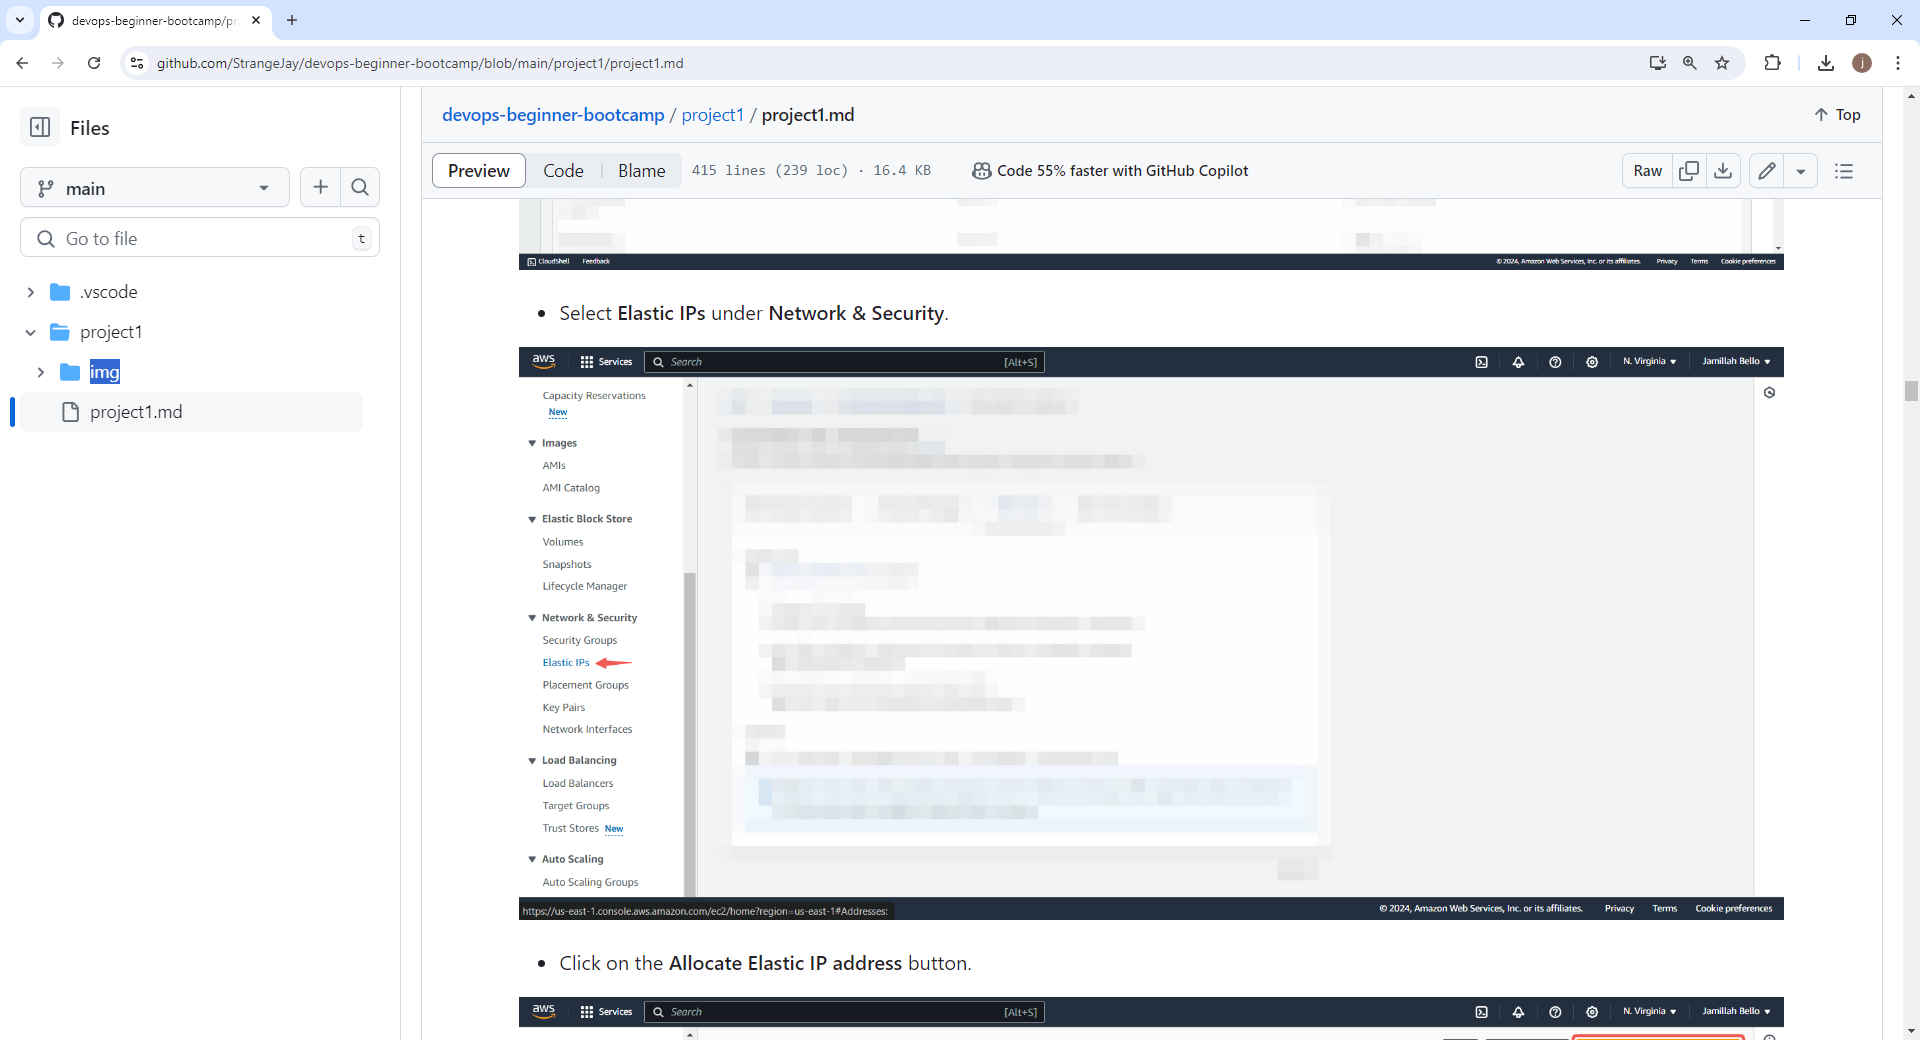 devops-beginner-bootcamp/pr
github.com/StrangeJay/devops-beginner-bootcamp/blob/main/project1/project1.md
j
Files
devops-beginner-bootcamp / project1 / project1.md
Top
main
Preview
Code
Blame
415 lines (239 loc) · 16.4 KB
Code 55% faster with GitHub Copilot
Raw
Go to file
t
.vscode
project1
img
project1.md
CloudShell
Feedback
© 2024, Amazon Web Services, Inc. or its affiliates.
Privacy
Terms
Cookie preferences
Select Elastic IPs under Network & Security.
aws
Services
Search
[Alt+S]
N. Virginia
Jamillah Bello
Capacity Reservations
New
Images
AMIs
AMI Catalog
Elastic Block Store
Volumes
Snapshots
Lifecycle Manager
Network & Security
Security Groups
Elastic IPs
Placement Groups
Key Pairs
Network Interfaces
Load Balancing
Load Balancers
Target Groups
Trust Stores New
Auto Scaling
Auto Scaling Groups
https://us-east-1.console.aws.amazon.com/ec2/home?region=us-east-1#Addresses:
© 2024, Amazon Web Services, Inc. or its affiliates.
Privacy
Terms
Cookie preferences
Click on the Allocate Elastic IP address button.
aws
Services
Search
[Alt+S]
N. Virginia
Jamillah Bello